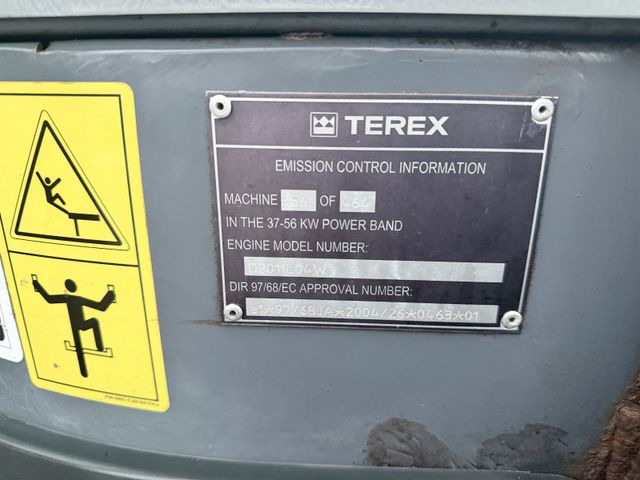 TEREX
EMISSION CONTROL INFORMATION
MACHINE 356 OF 464
IN THE 37-56 KW POWER BAND
ENGINE MODEL NUMBER:
D2011L04W
DIR 97/68/EC APPROVAL NUMBER:
e1*97/68JA*2004/26*0463*01